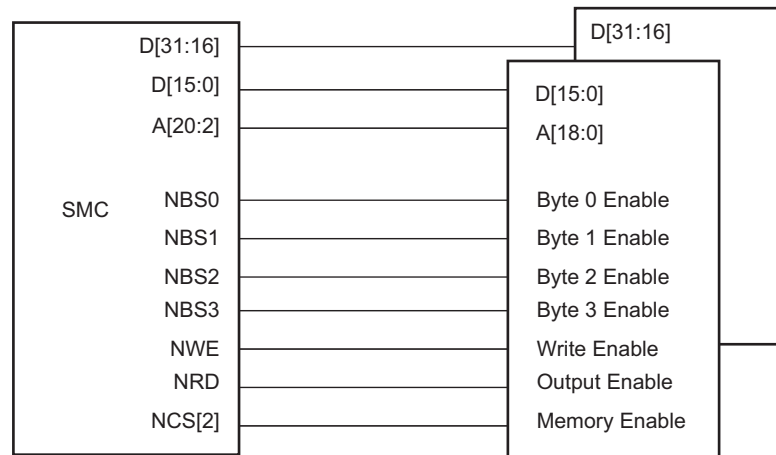 D[31:16] D[31:16]
D[15:0] D[15:0]
A[20:2] A[18:0]
SMC
NBS0 Byte 0 Enable
NBS1 Byte 1 Enable
NBS2 Byte 2 Enable
NBS3 Byte 3 Enable
NWE Write Enable
NRD Output Enable
NCS[2] Memory Enable